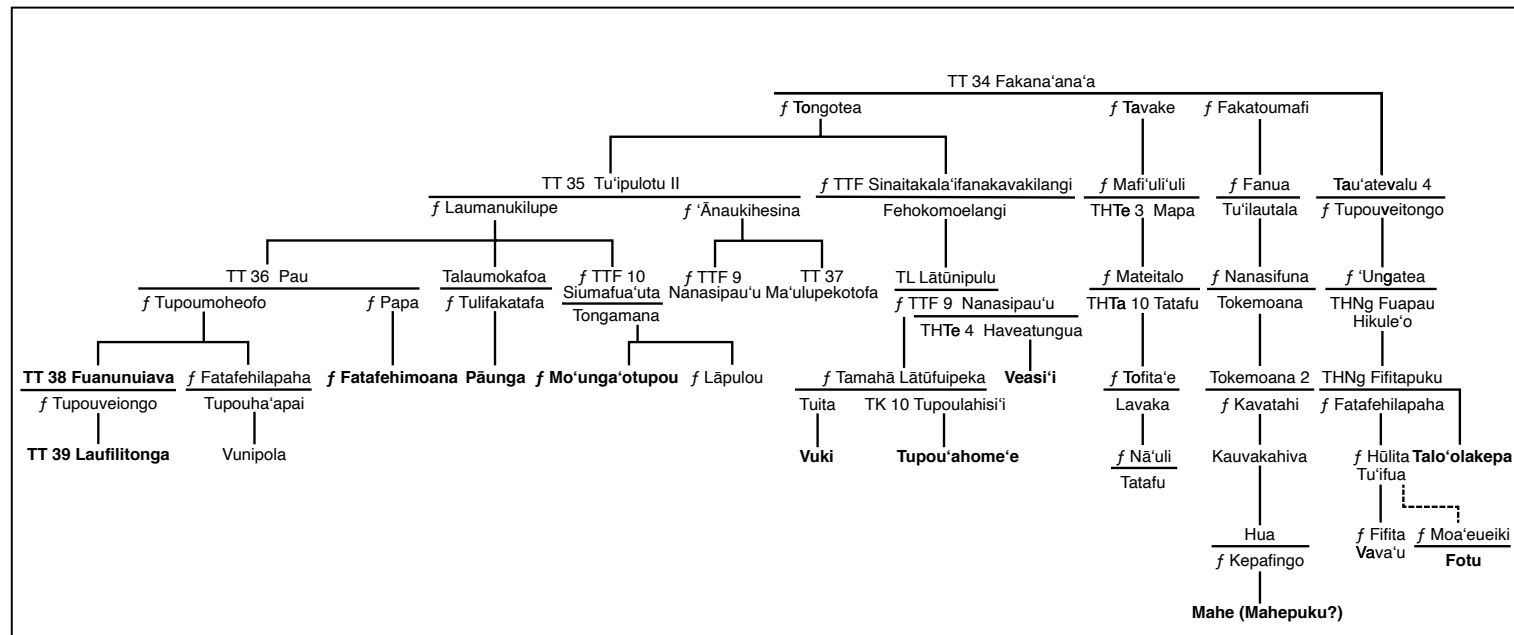 TT 34 Fakana‘ana‘a
ƒ Tongotea ƒ Tavake ƒ Fakatoumafi
TT 35 Tu‘ipulotu II ƒ TTF Sinaitakala‘ifanakavakilangi ƒ Mafi‘uli‘uli ƒ Fanua Tau‘atevalu 4
ƒ Laumanukilupe ƒ ‘Ānaukihesina Fehokomoelangi THTe 3 Mapa Tu‘ilautala ƒ Tupouveitongo
TT 36 Pau Talaumokafoa ƒ TTF 10 ƒ TTF 9 TT 37 TL Lātūnipulu ƒ Mateitalo ƒ Nanasifuna ƒ ‘Ungatea
Siumafua‘uta Nanasipau‘u Ma‘ulupekotofa
ƒ Tupoumoheofo ƒ Papa ƒ Tulifakatafa Tongamana ƒ TTF 9 Nanasipau‘u THTa 10 Tatafu Tokemoana THNg Fuapau
THTe 4 Haveatungua Hikule‘o
TT 38 Fuanunuiava ƒ Fatafehilapaha ƒ Fatafehimoana Pāunga ƒ Mo‘unga‘otupou ƒ Lāpulou ƒ Tamahā Lātūfuipeka Veasi‘i ƒ Tofita‘e Tokemoana 2 THNg Fifitapuku
ƒ Tupouveiongo Tupouha‘apai Tuita TK 10 Tupoulahisi‘i Lavaka ƒ Kavatahi ƒ Fatafehilapaha
TT 39 Laufilitonga Vunipola Vuki Tupou‘ahome‘e ƒ Nā‘uli Kauvakahiva ƒ Hūlita Talo‘olakepa
Tatafu Tu‘ifua
Hua ƒ Fifita ƒ Moa‘eueiki
ƒ Kepafingo Vava‘u Fotu
Mahe (Mahepuku?)